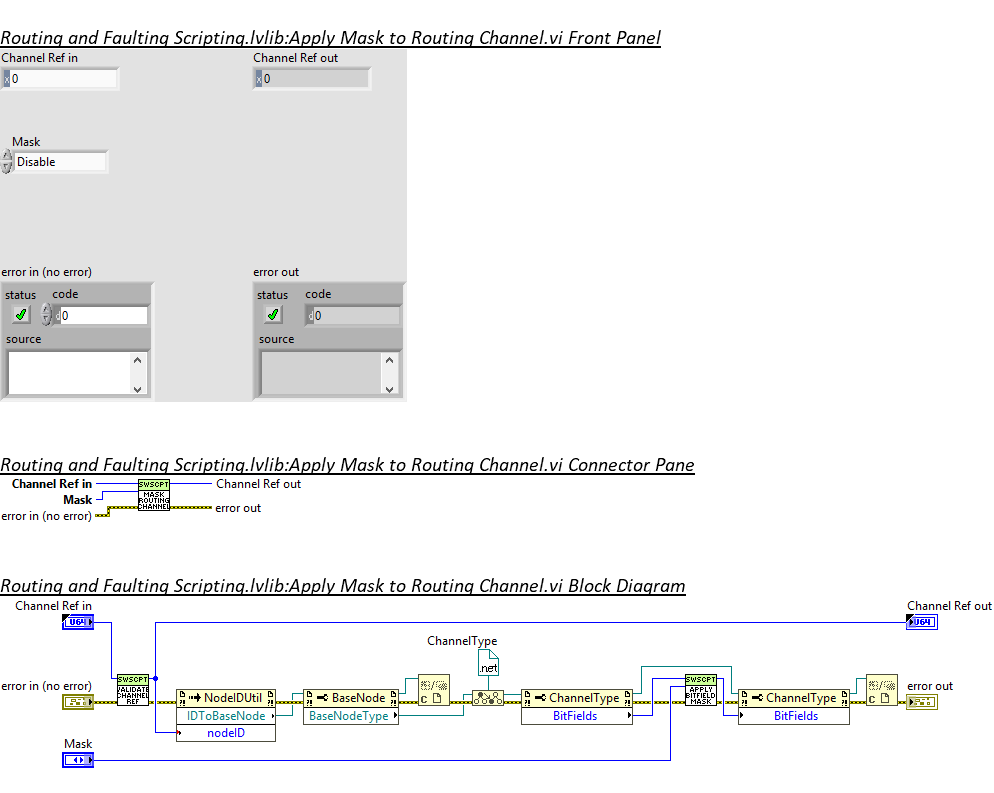 Routing and Faulting Scripting.lvlib:Apply Mask to Routing Channel.vi Front Panel
Channel Ref in
Channel Ref out
x 0
x 0
Mask
Disable
error in (no error)
error out
status code
status code
d 0
d 0
source
source
Routing and Faulting Scripting.lvlib:Apply Mask to Routing Channel.vi Connector Pane
Channel Ref in
SWSCPT
MASK
ROUTING
CHANNEL
Channel Ref out
Mask
error in (no error)
error out
Routing and Faulting Scripting.lvlib:Apply Mask to Routing Channel.vi Block Diagram
Channel Ref in
Channel Ref out
U64
U64
ChannelType
.net
error in (no error)
SWSCPT
VALIDATE
CHANNEL
REF
NodeIDUtil
IDToBaseNode
nodeID
BaseNode
BaseNodeType
C
ChannelType
BitFields
SWSCPT
APPLY
BITFIELD
MASK
ChannelType
BitFields
C
error out
Mask